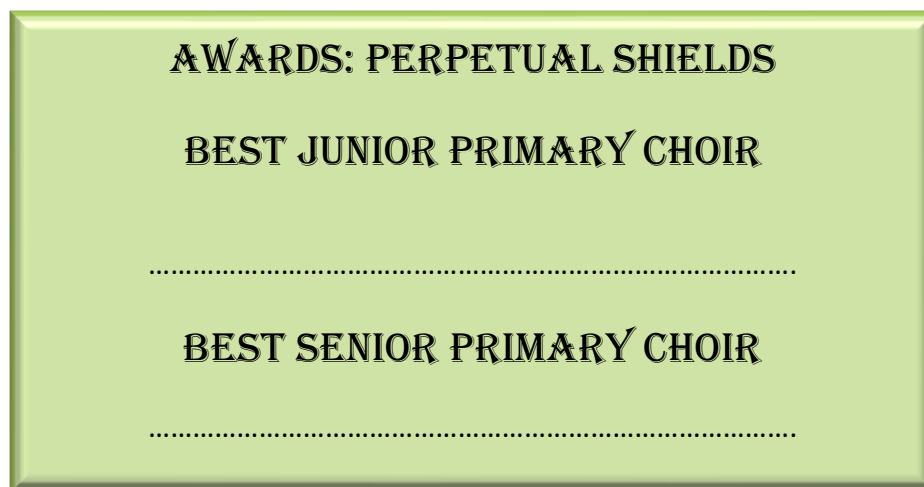 AWARDS: PERPETUAL SHIELDS
BEST JUNIOR PRIMARY CHOIR
……………………………………………………………………………….
BEST SENIOR PRIMARY CHOIR
……………………………………………………………………………….